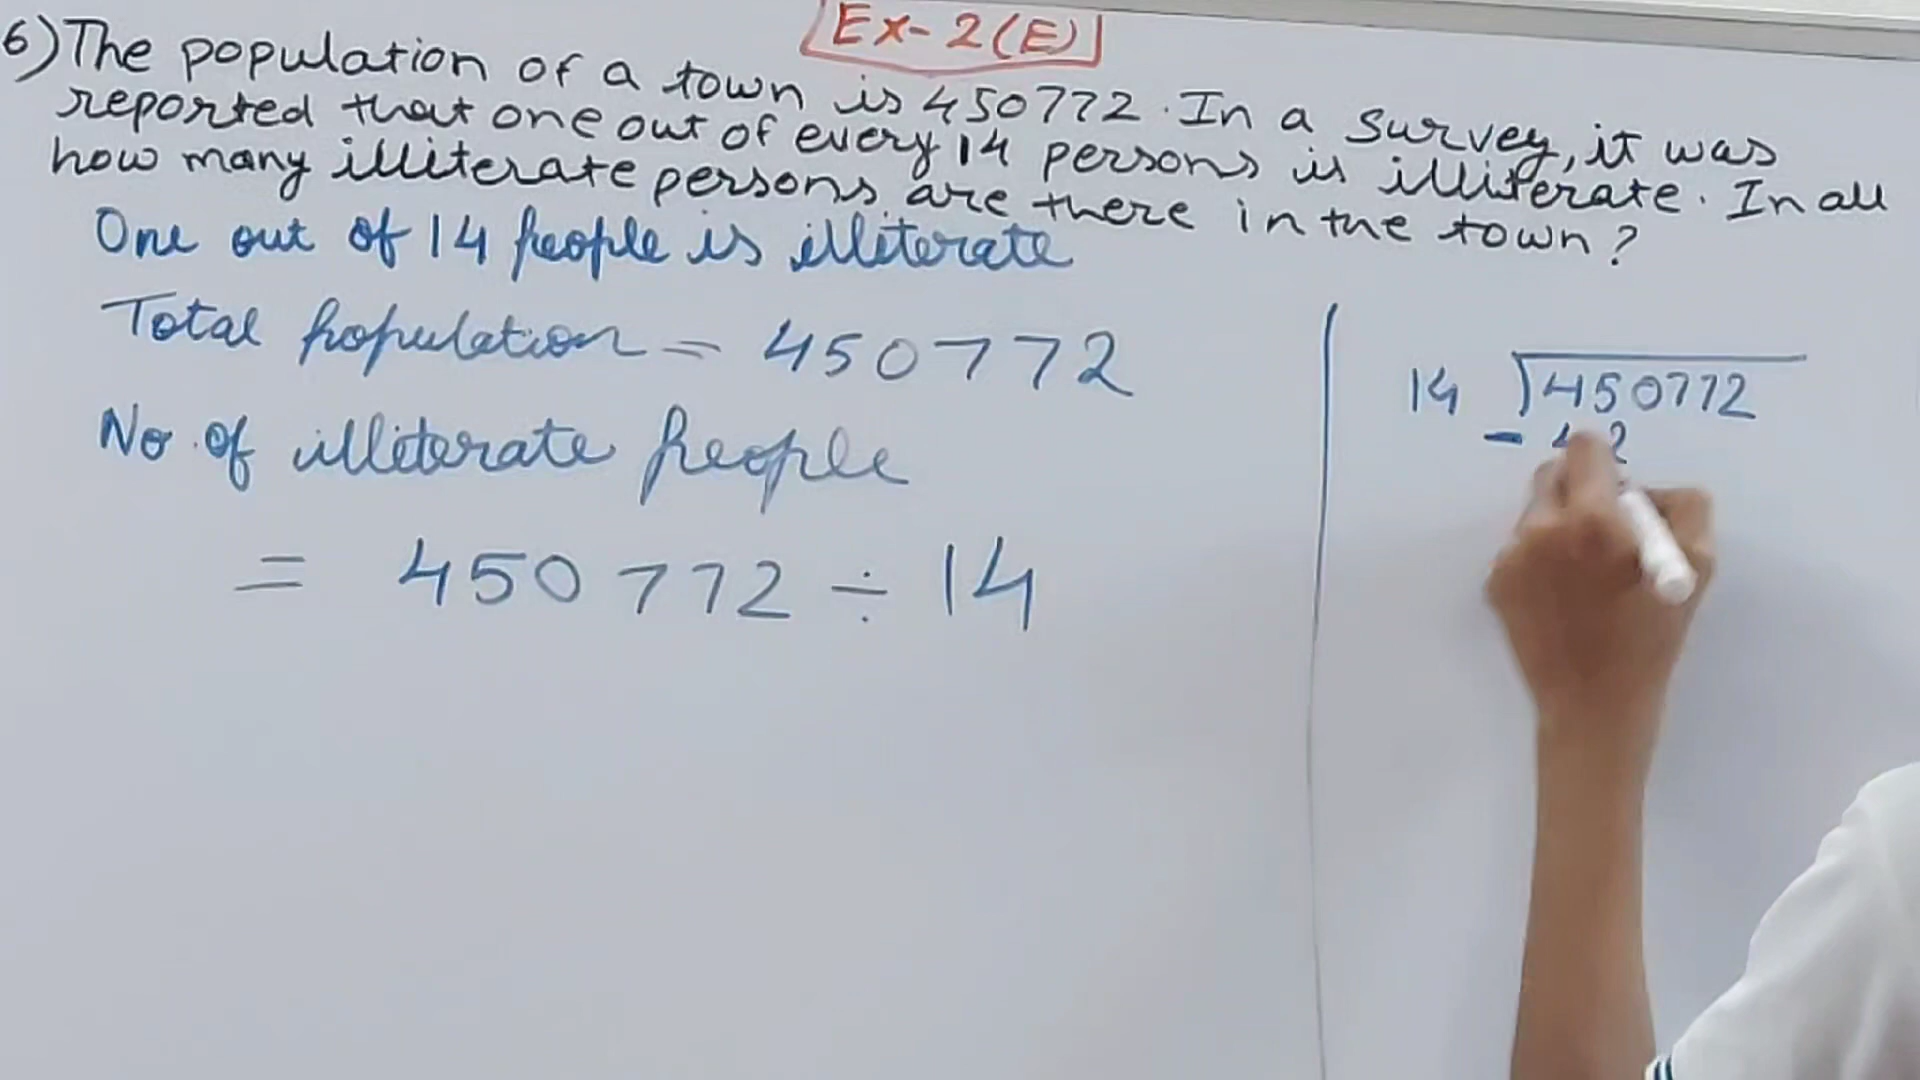 Ex-2(E)
6) The population of a town is 450772. In a survey, it was
reported that one out of every 14 persons is illiterate. In all
how many illiterate persons are there in the town?
One out of 14 people is illiterate
Total population = 450772
No. of illiterate people
= 450772 ÷ 14
14 )450772
- 42